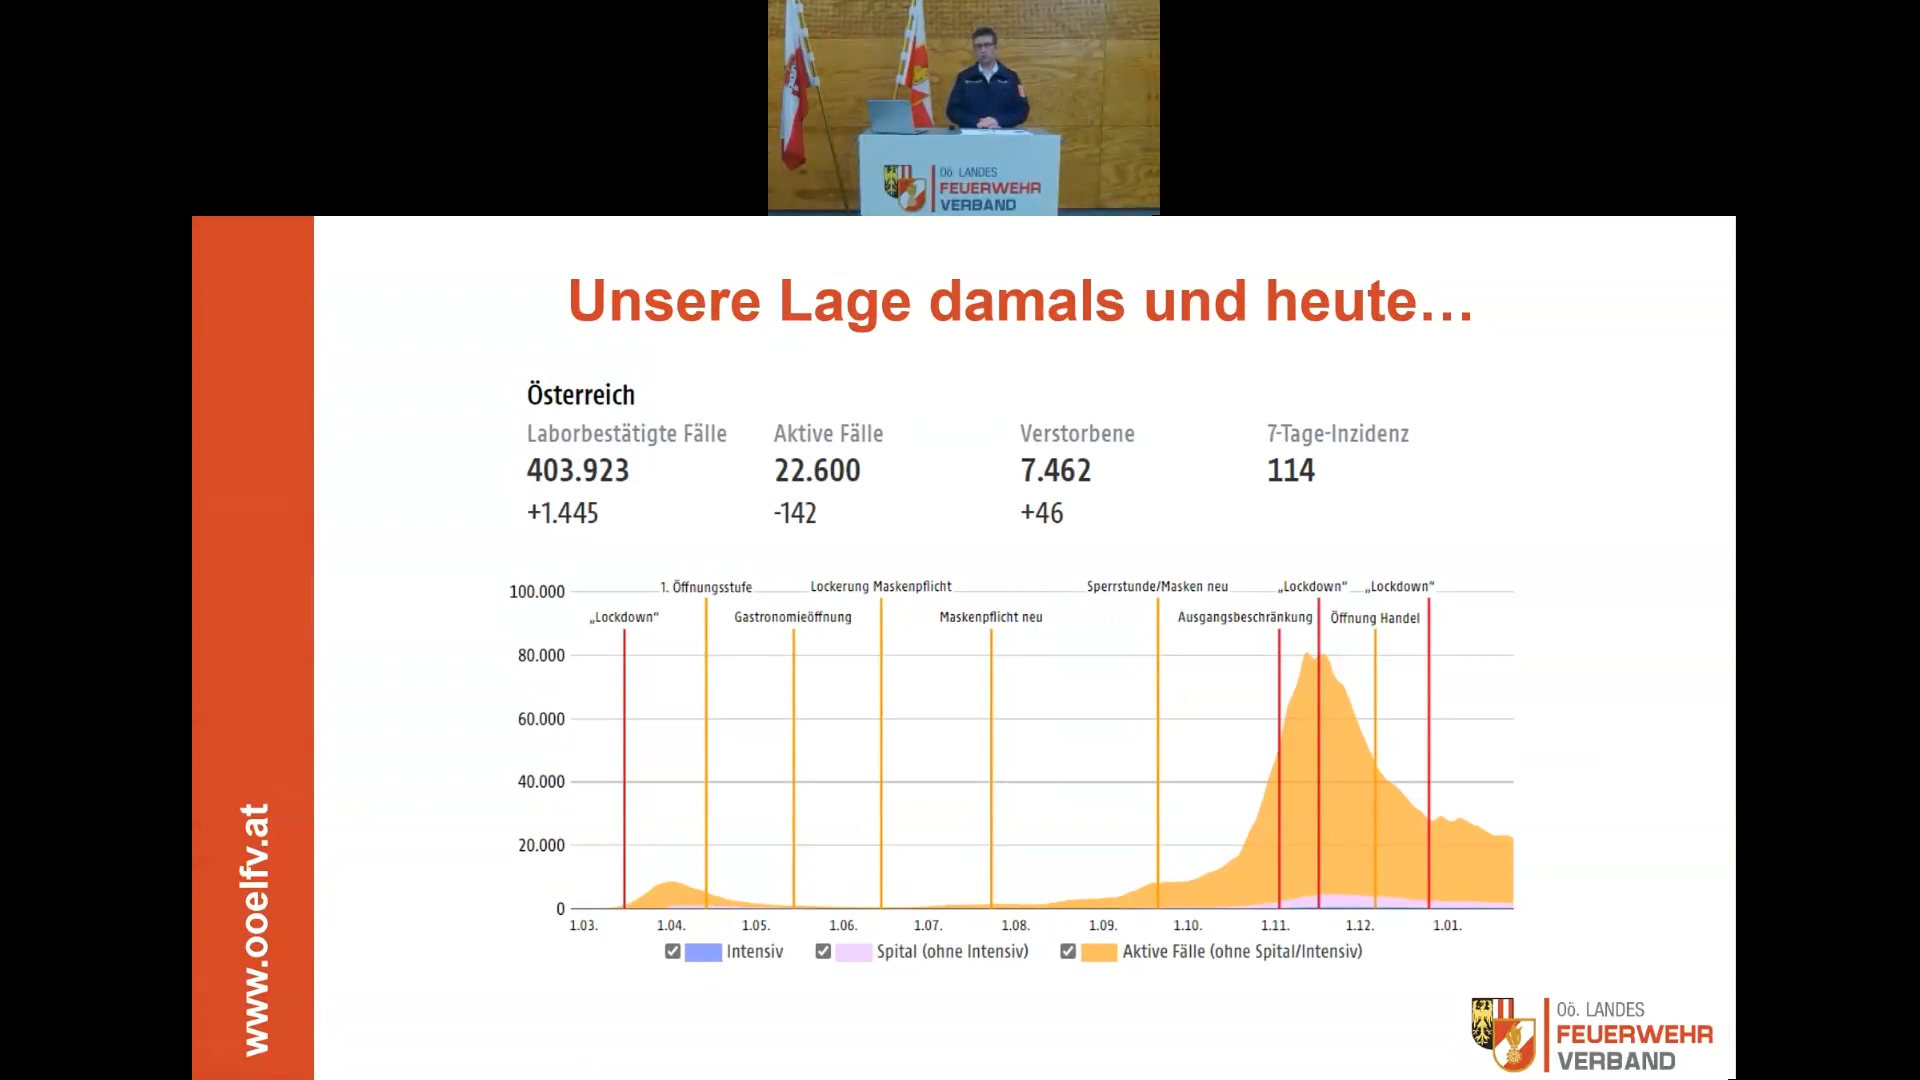 Oö. LANDES
FEUERWEHR
VERBAND
Unsere Lage damals und heute…
Österreich
Laborbestätigte Fälle Aktive Fälle Verstorbene 7-Tage-Inzidenz
403.923 22.600 7.462 114
+1.445 -142 +46
100.000 1. Öffnungsstufe Lockerung Maskenpflicht Sperrstunde/Masken neu „Lockdown“ „Lockdown“
„Lockdown“ Gastronomieöffnung Maskenpflicht neu Ausgangsbeschränkung Öffnung Handel
80.000
60.000
40.000
20.000
0
1.03. 1.04. 1.05. 1.06. 1.07. 1.08. 1.09. 1.10. 1.11. 1.12. 1.01.
Intensiv Spital (ohne Intensiv) Aktive Fälle (ohne Spital/Intensiv)
www.ooelfv.at
Oö. LANDES
FEUERWEHR
VERBAND